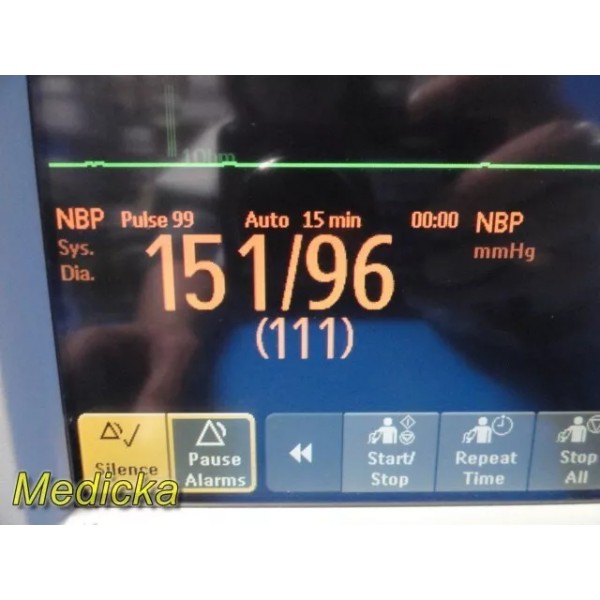 1Ohm
NBP Pulse 99 Auto 15 min 00:00 NBP
Sys. mmHg
Dia.
151/96
(111)
Silence
Pause
Alarms
Start/
Stop
Repeat
Time
Stop
All
Medicka